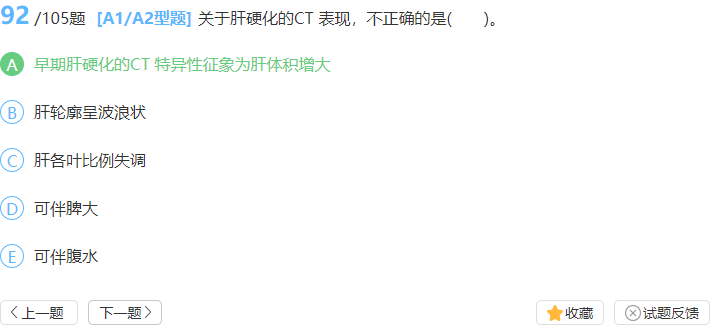 92/105题 [A1/A2型题] 关于肝硬化的CT 表现，不正确的是(　　)。
A 早期肝硬化的CT 特异性征象为肝体积增大
B 肝轮廓呈波浪状
C 肝各叶比例失调
D 可伴脾大
E 可伴腹水
上一题 下一题 收藏 试题反馈